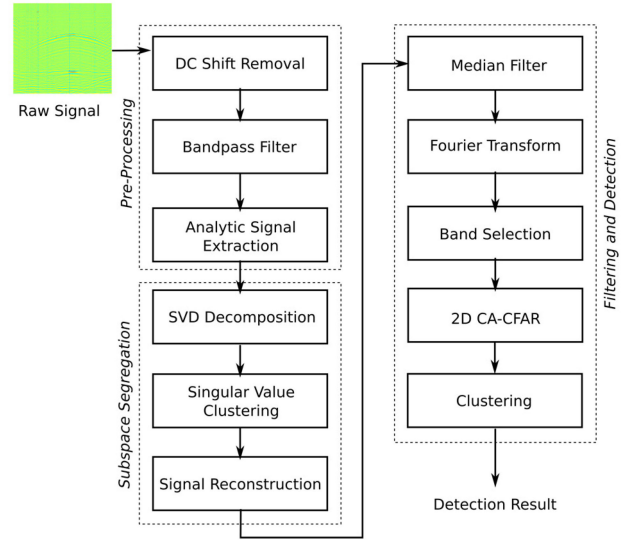 Raw Signal
Pre-Processing
DC Shift Removal
Bandpass Filter
Analytic Signal
Extraction
Subspace Segregation
SVD Decomposition
Singular Value
Clustering
Signal Reconstruction
Median Filter
Fourier Transform
Band Selection
2D CA-CFAR
Clustering
Filtering and Detection
Detection Result